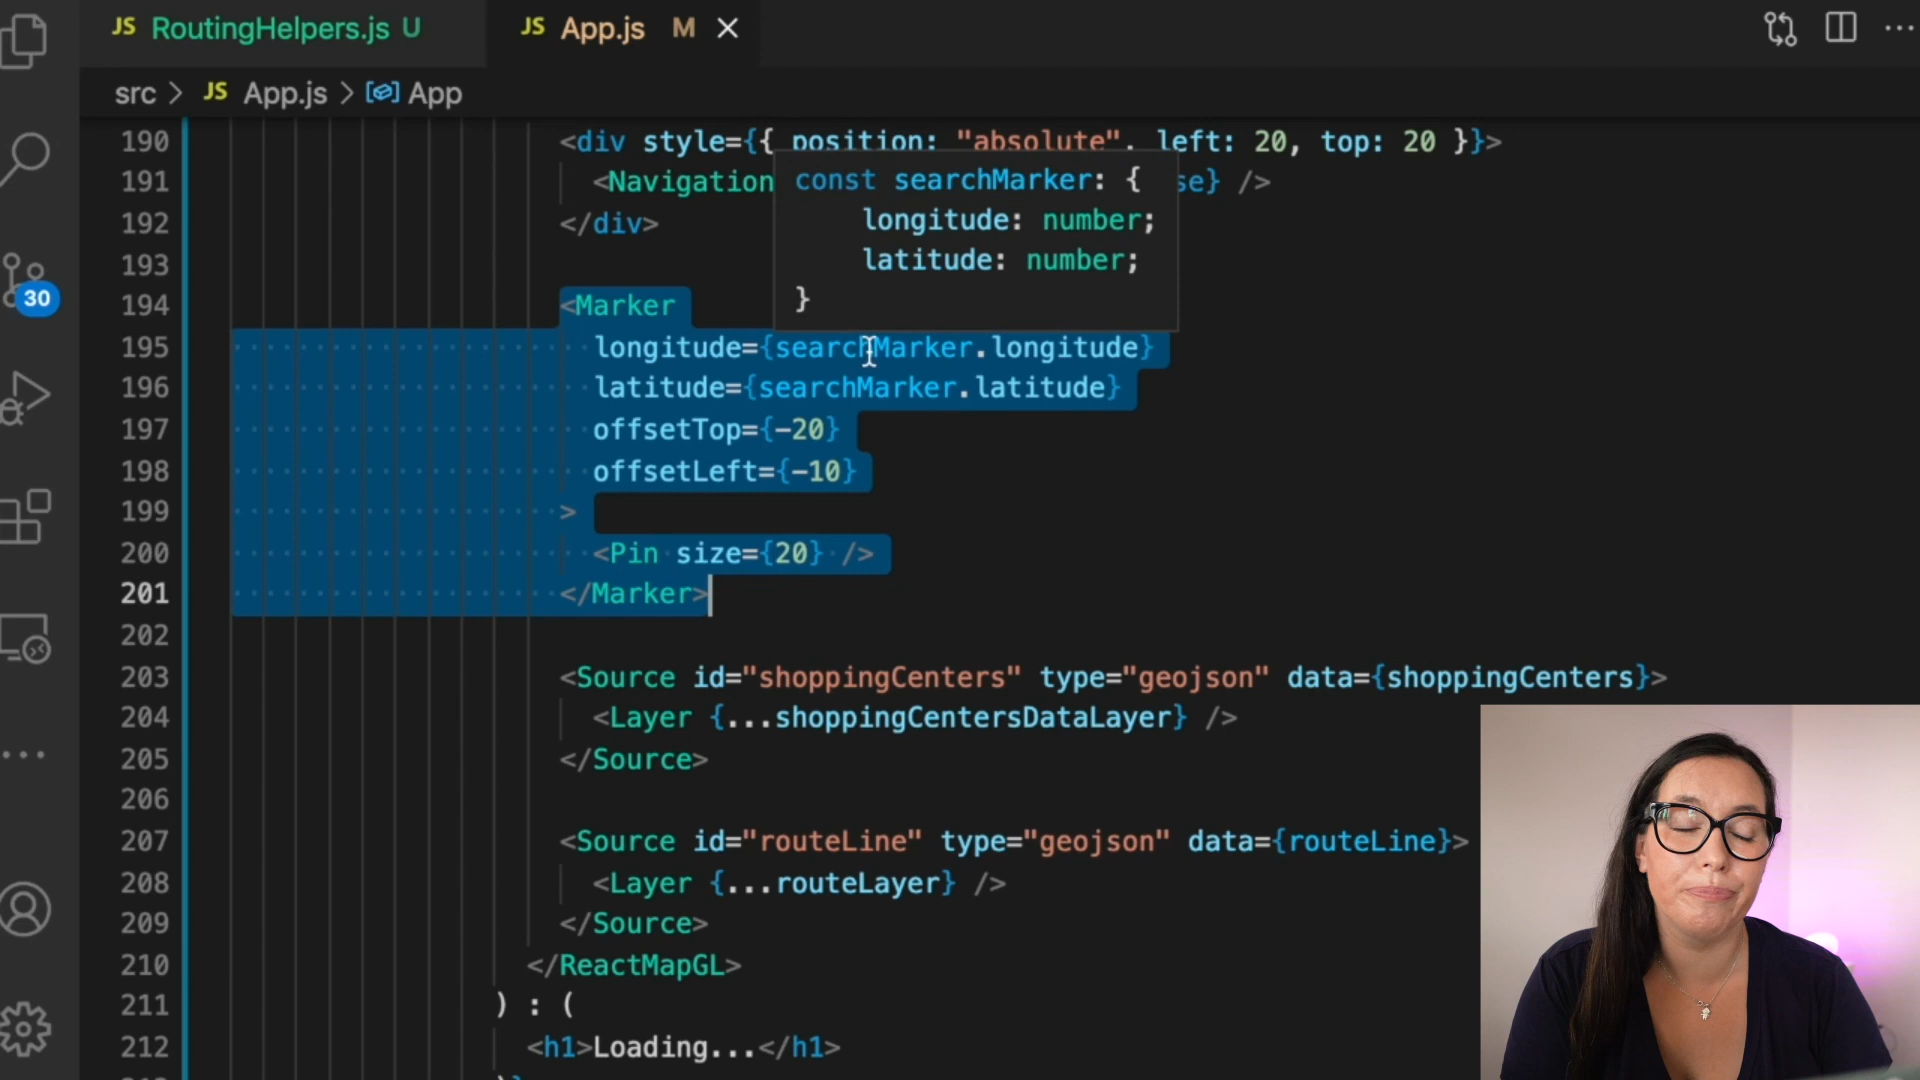 JS RoutingHelpers.js U JS App.js M
src > JS App.js > App
190 <div style={{ position: "absolute", left: 20, top: 20 }}>
191 <Navigation se} />
192 </div>
const searchMarker: {
longitude: number;
latitude: number;
}
193
194 <Marker
195 longitude={searchMarker.longitude}
196 latitude={searchMarker.latitude}
197 offsetTop={-20}
198 offsetLeft={-10}
199 >
200 <Pin size={20} />
201 </Marker>
202
203 <Source id="shoppingCenters" type="geojson" data={shoppingCenters}>
204 <Layer {...shoppingCentersDataLayer} />
205 </Source>
206
207 <Source id="routeLine" type="geojson" data={routeLine}>
208 <Layer {...routeLayer} />
209 </Source>
210 </ReactMapGL>
211 ) : (
212 <h1>Loading...</h1>
30